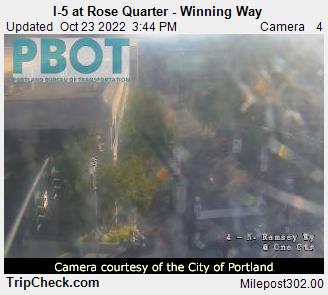 I-5 at Rose Quarter - Winning Way
Updated Oct 23 2022 3:44 PM Camera 4
PBOT
PORTLAND BUREAU OF TRANSPORTATION
4 - N. Ramsey Wy
@ One Ctr
Camera courtesy of the City of Portland
TripCheck.com Milepost302.00